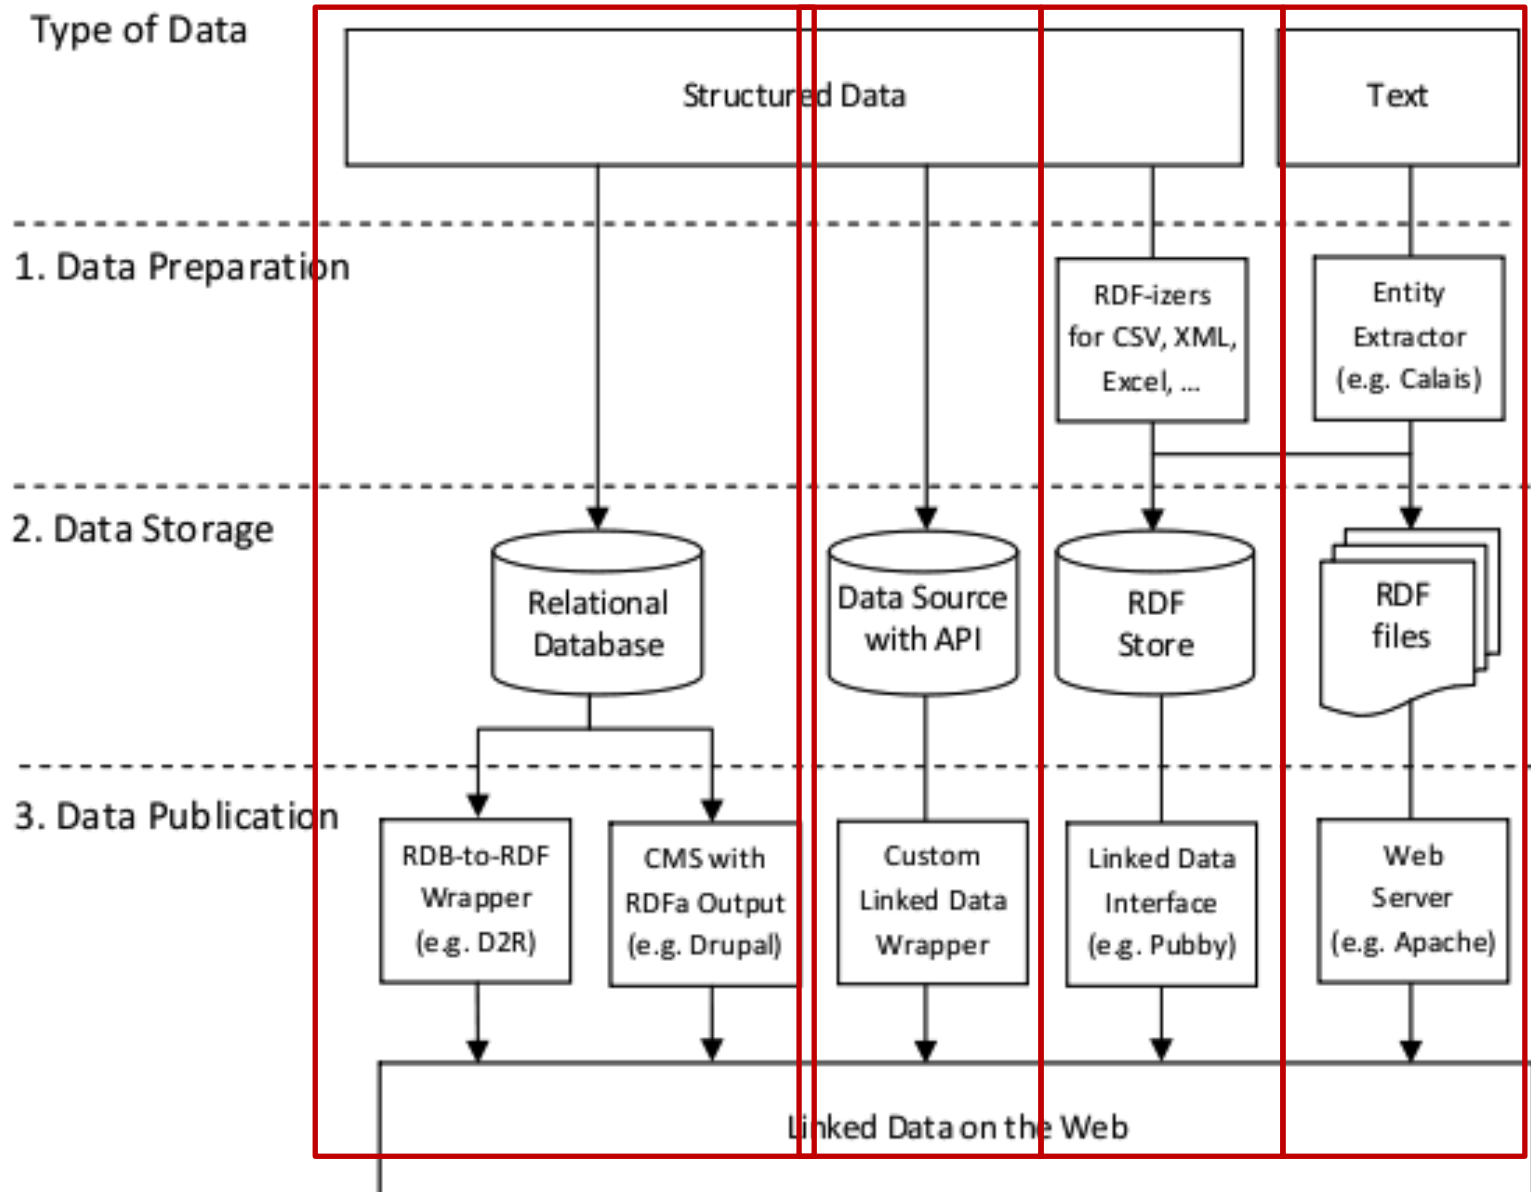 Type of Data
Structured Data
Text
1. Data Preparation
RDF-izers
for CSV, XML,
Excel, ...
Entity
Extractor
(e.g. Calais)
2. Data Storage
Relational
Database
Data Source
with API
RDF
Store
RDF
files
3. Data Publication
RDB-to-RDF
Wrapper
(e.g. D2R)
CMS with
RDFa Output
(e.g. Drupal)
Custom
Linked Data
Wrapper
Linked Data
Interface
(e.g. Pubby)
Web
Server
(e.g. Apache)
Linked Data on the Web